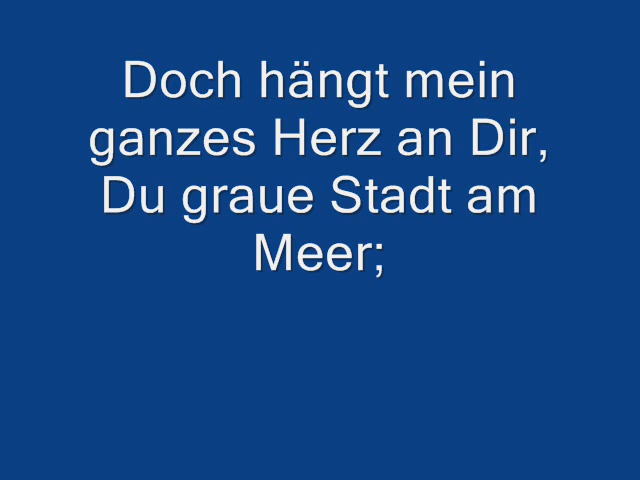 Doch hängt mein
ganzes Herz an Dir,
Du graue Stadt am
Meer;